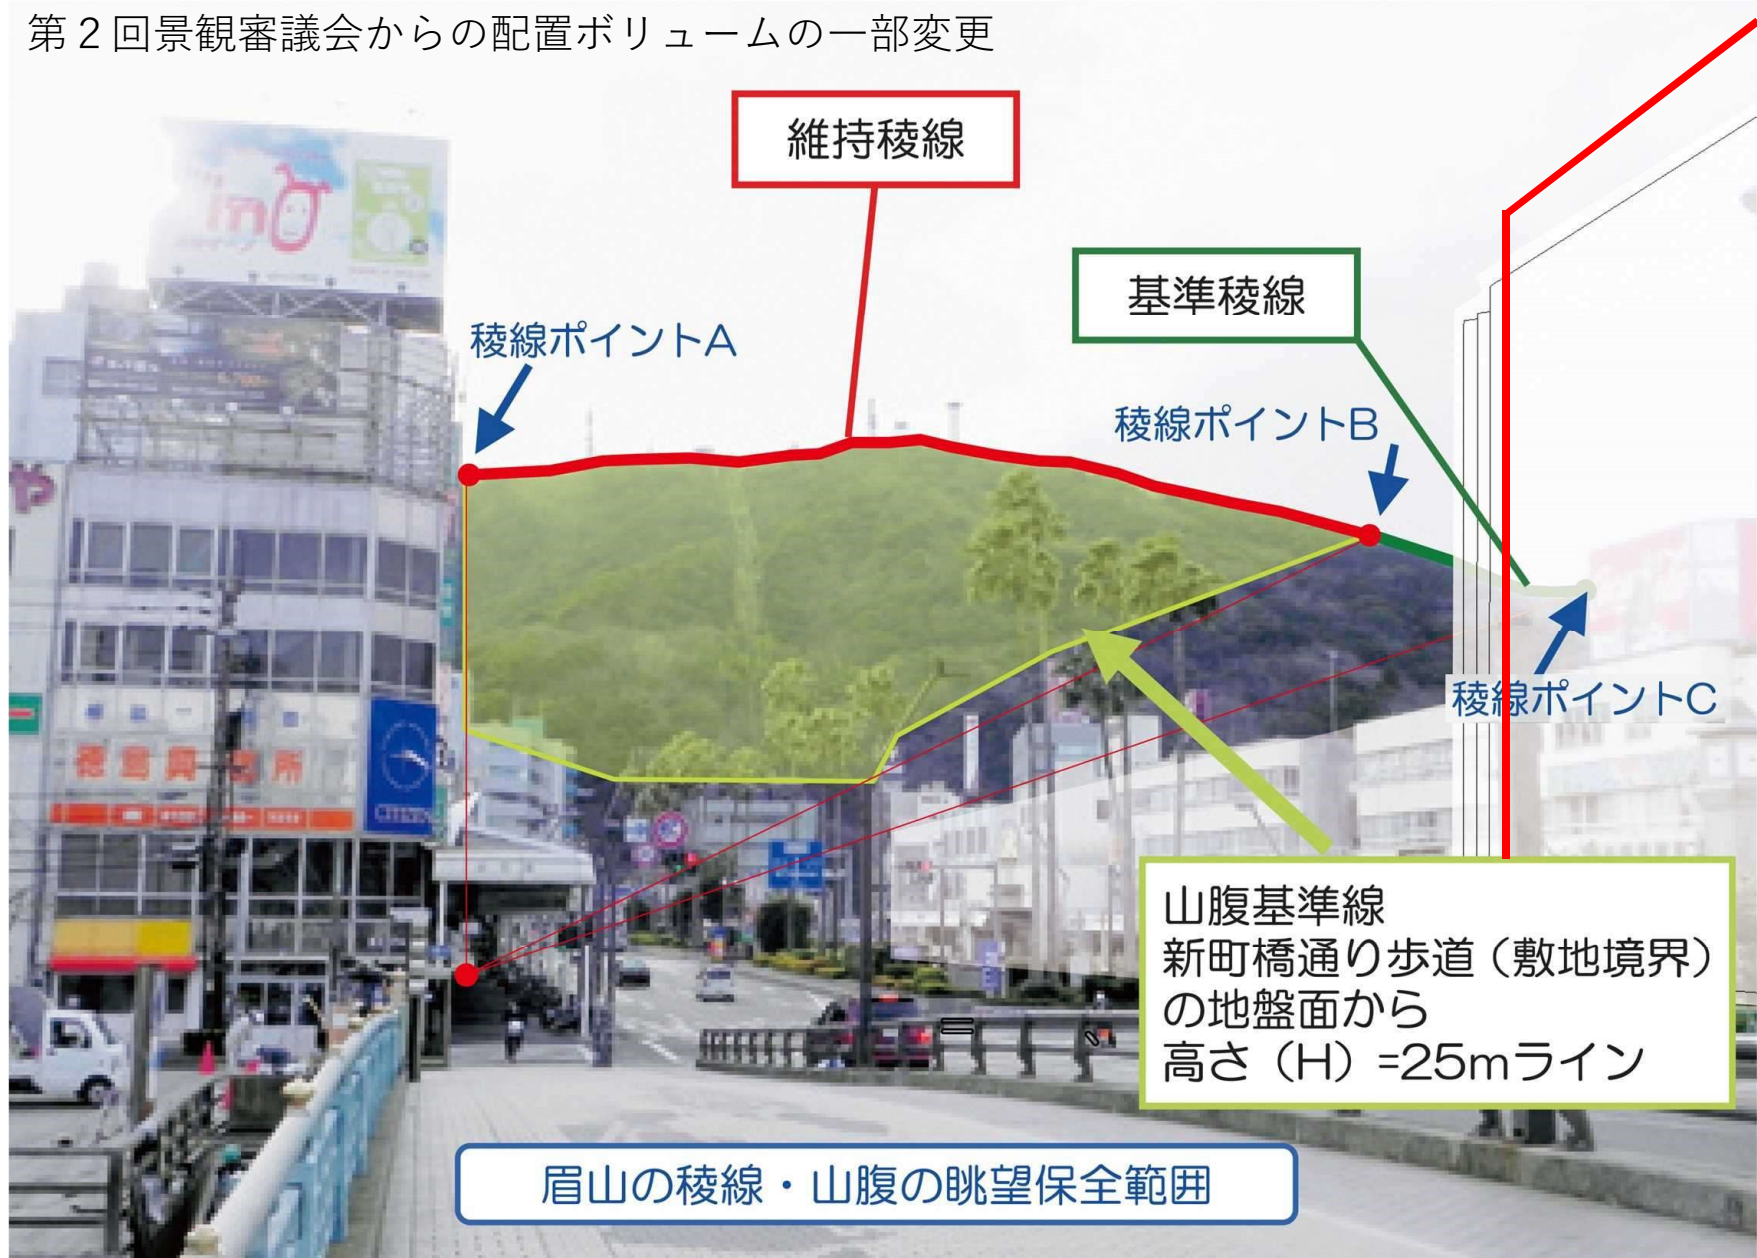 第２回景観審議会からの配置ボリュームの一部変更
維持稜線
基準稜線
稜線ポイントA
稜線ポイントB
稜線ポイントC
山腹基準線
新町橋通り歩道（敷地境界）
の地盤面から
高さ（H）=25mライン
眉山の稜線・山腹の眺望保全範囲
CITIZEN
や